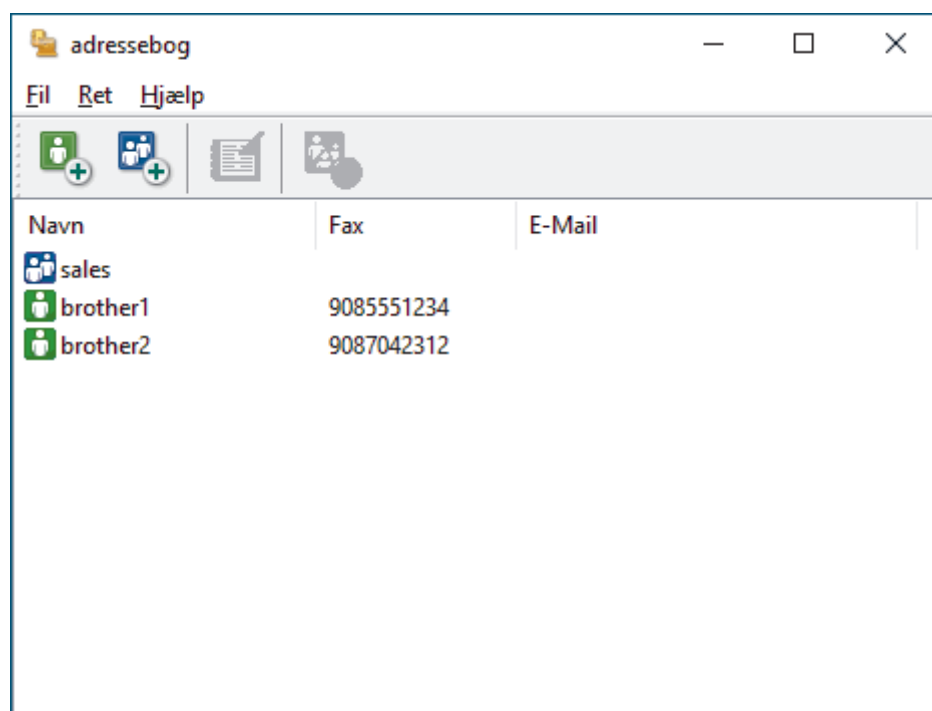 adressebog
Fil Ret Hjælp
Navn Fax E-Mail
sales
brother1 9085551234
brother2 9087042312